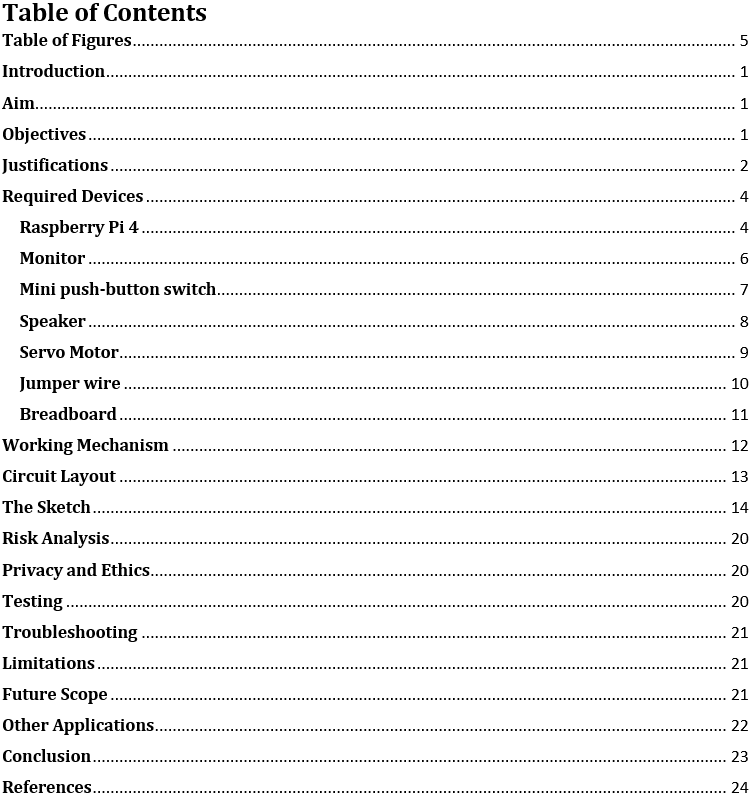 Table of Contents
Table of Figures 5
Introduction 1
Aim 1
Objectives 1
Justifications 2
Required Devices 4
Raspberry Pi 4 4
Monitor 6
Mini push-button switch 7
Speaker 8
Servo Motor 9
Jumper wire 10
Breadboard 11
Working Mechanism 12
Circuit Layout 13
The Sketch 14
Risk Analysis 20
Privacy and Ethics 20
Testing 20
Troubleshooting 21
Limitations 21
Future Scope 21
Other Applications 22
Conclusion 23
References 24